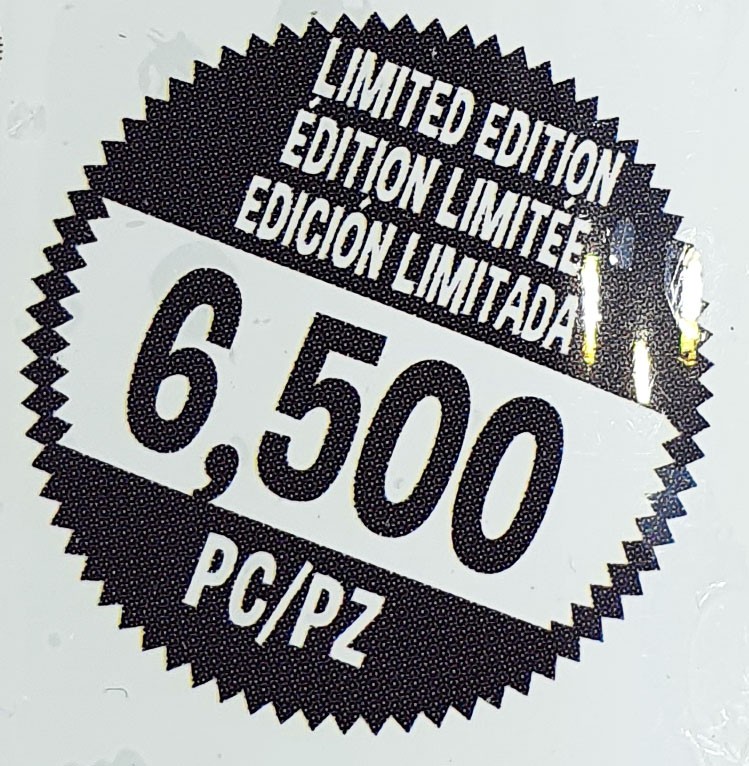 LIMITED EDITION
ÉDITION LIMITÉE
EDICIÓN LIMITADA
6,500
PC/PZ